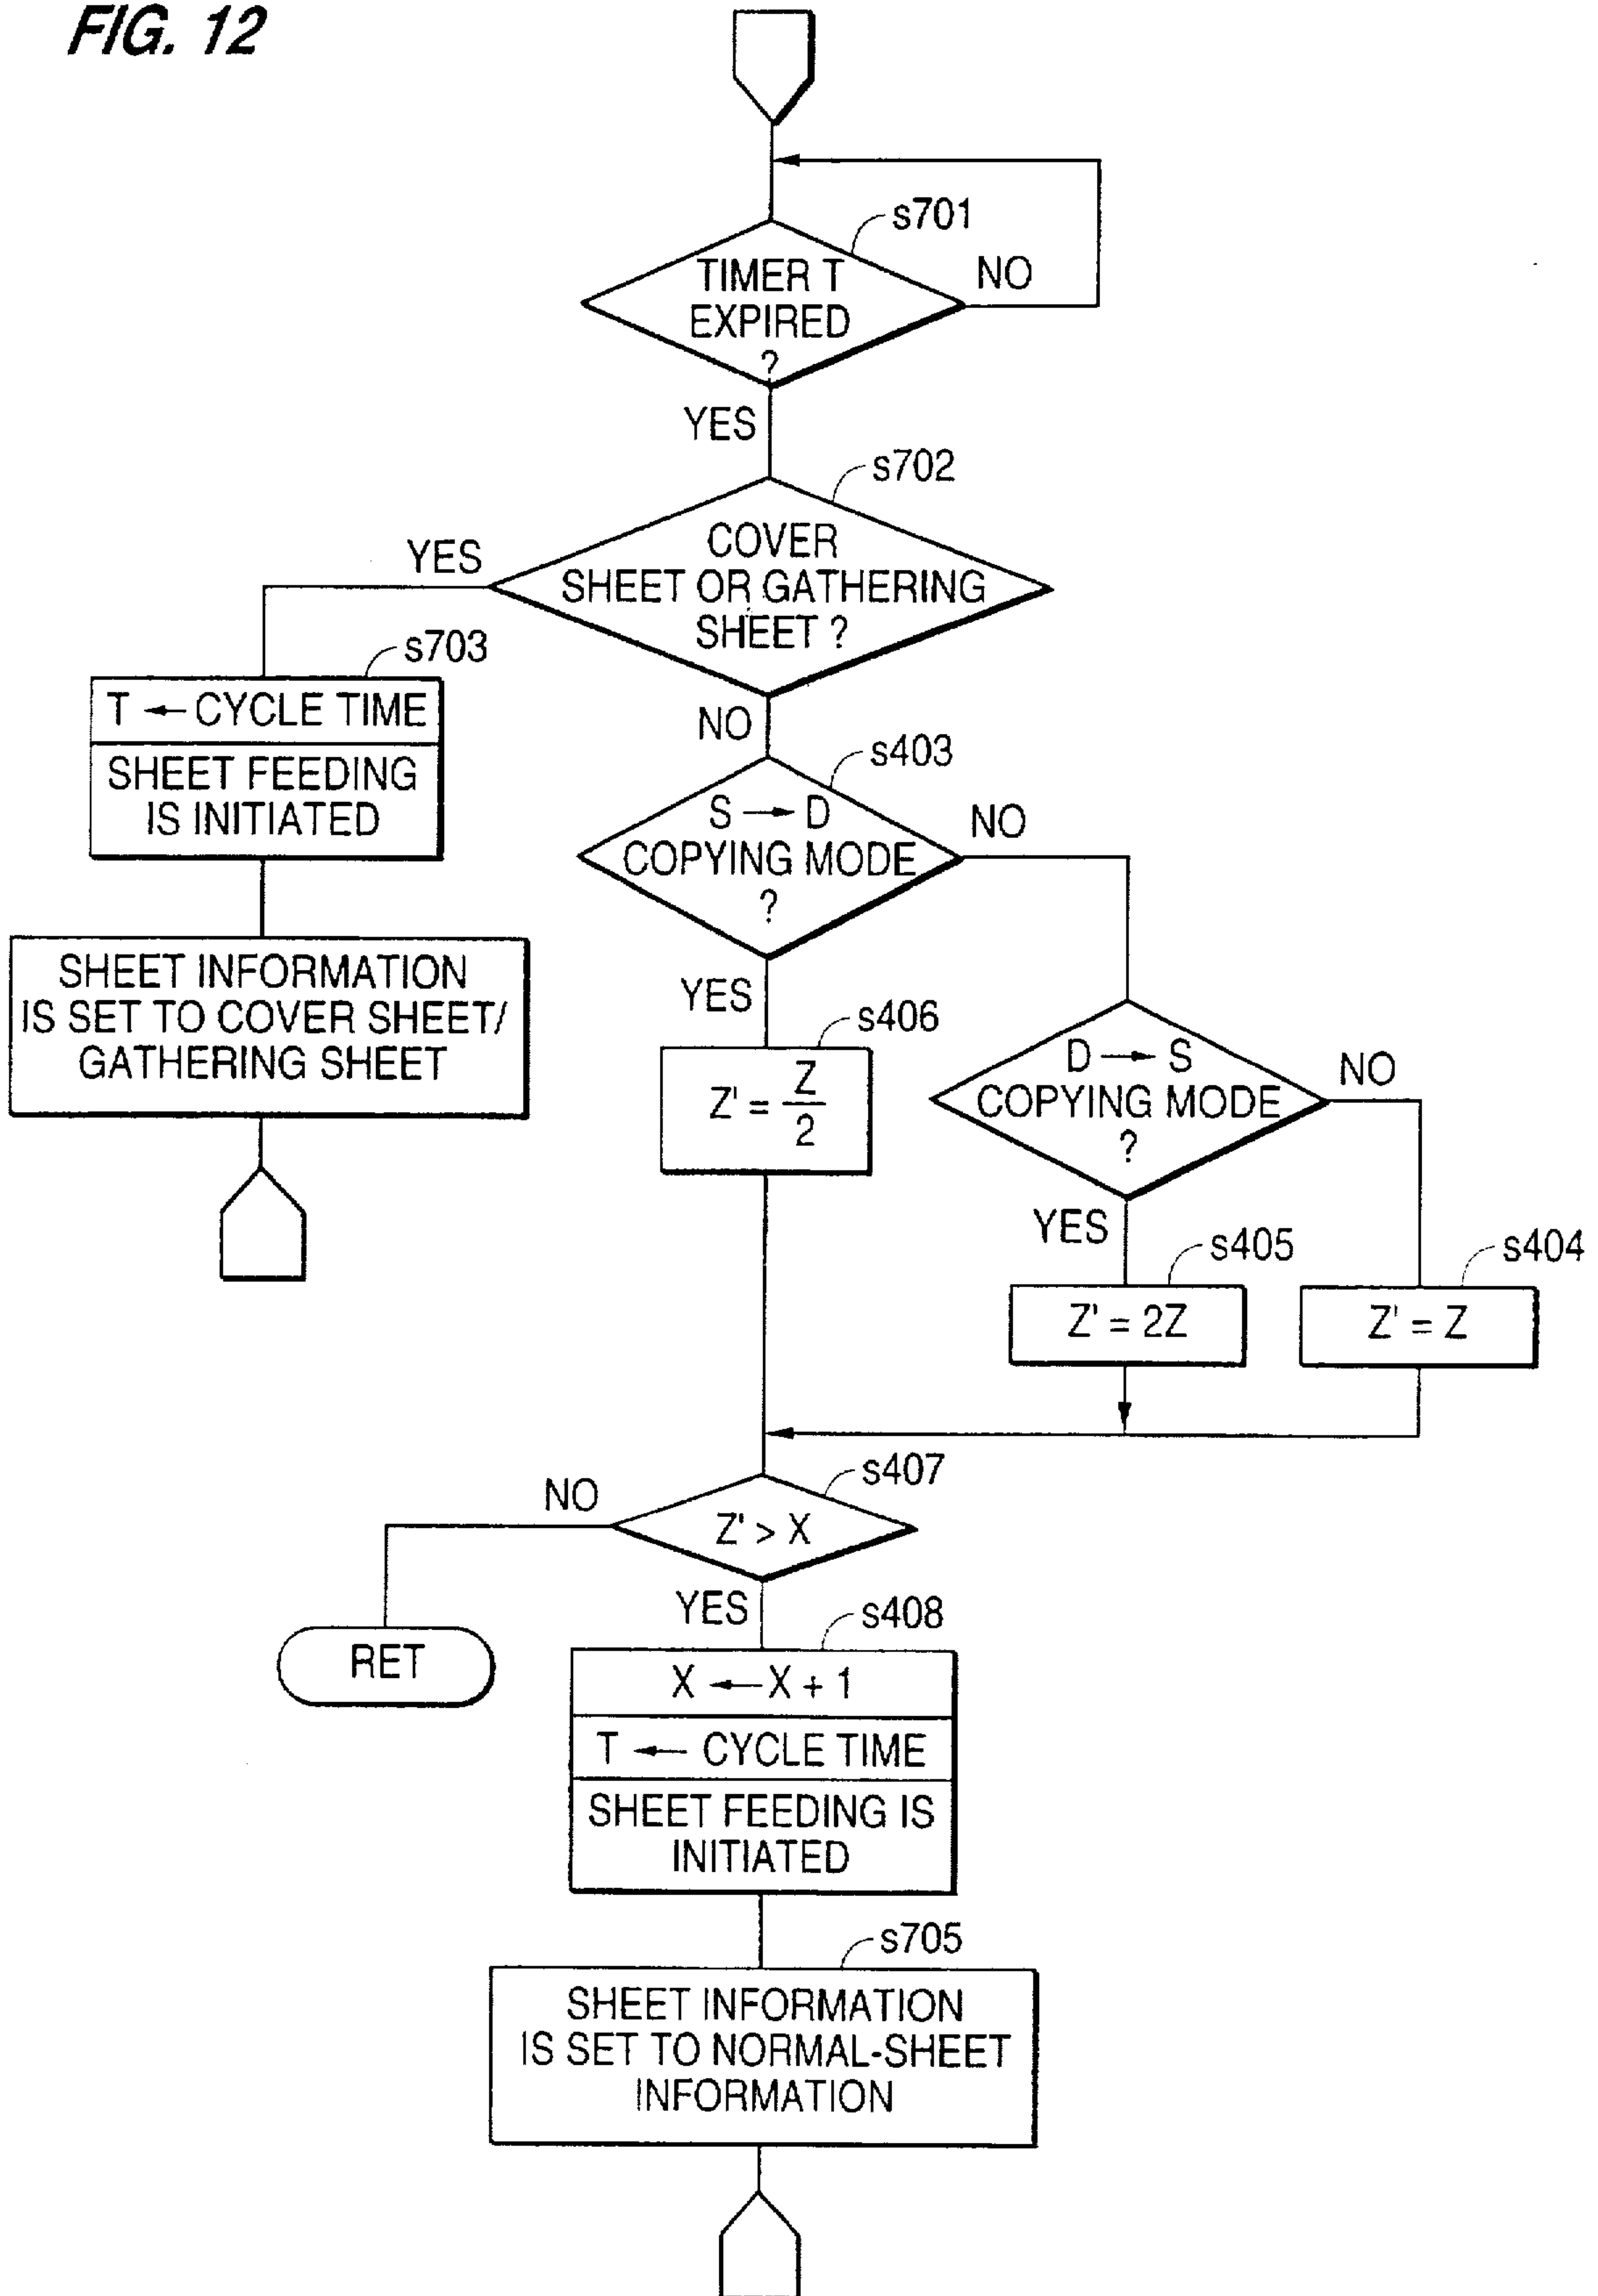 FIG. 12
s701
TIMER T
EXPIRED
?
NO
YES
s702
COVER
SHEET OR GATHERING
SHEET ?
YES
NO
s703
T ← CYCLE TIME
SHEET FEEDING
IS INITIATED
SHEET INFORMATION
IS SET TO COVER SHEET/
GATHERING SHEET
s403
S → D
COPYING MODE
?
NO
YES
s406
Z' = Z/2
D → S
COPYING MODE
?
NO
YES
s405
Z' = 2Z
s404
Z' = Z
s407
Z' > X
NO
RET
YES
s408
X ← X + 1
T ← CYCLE TIME
SHEET FEEDING IS
INITIATED
s705
SHEET INFORMATION
IS SET TO NORMAL-SHEET
INFORMATION